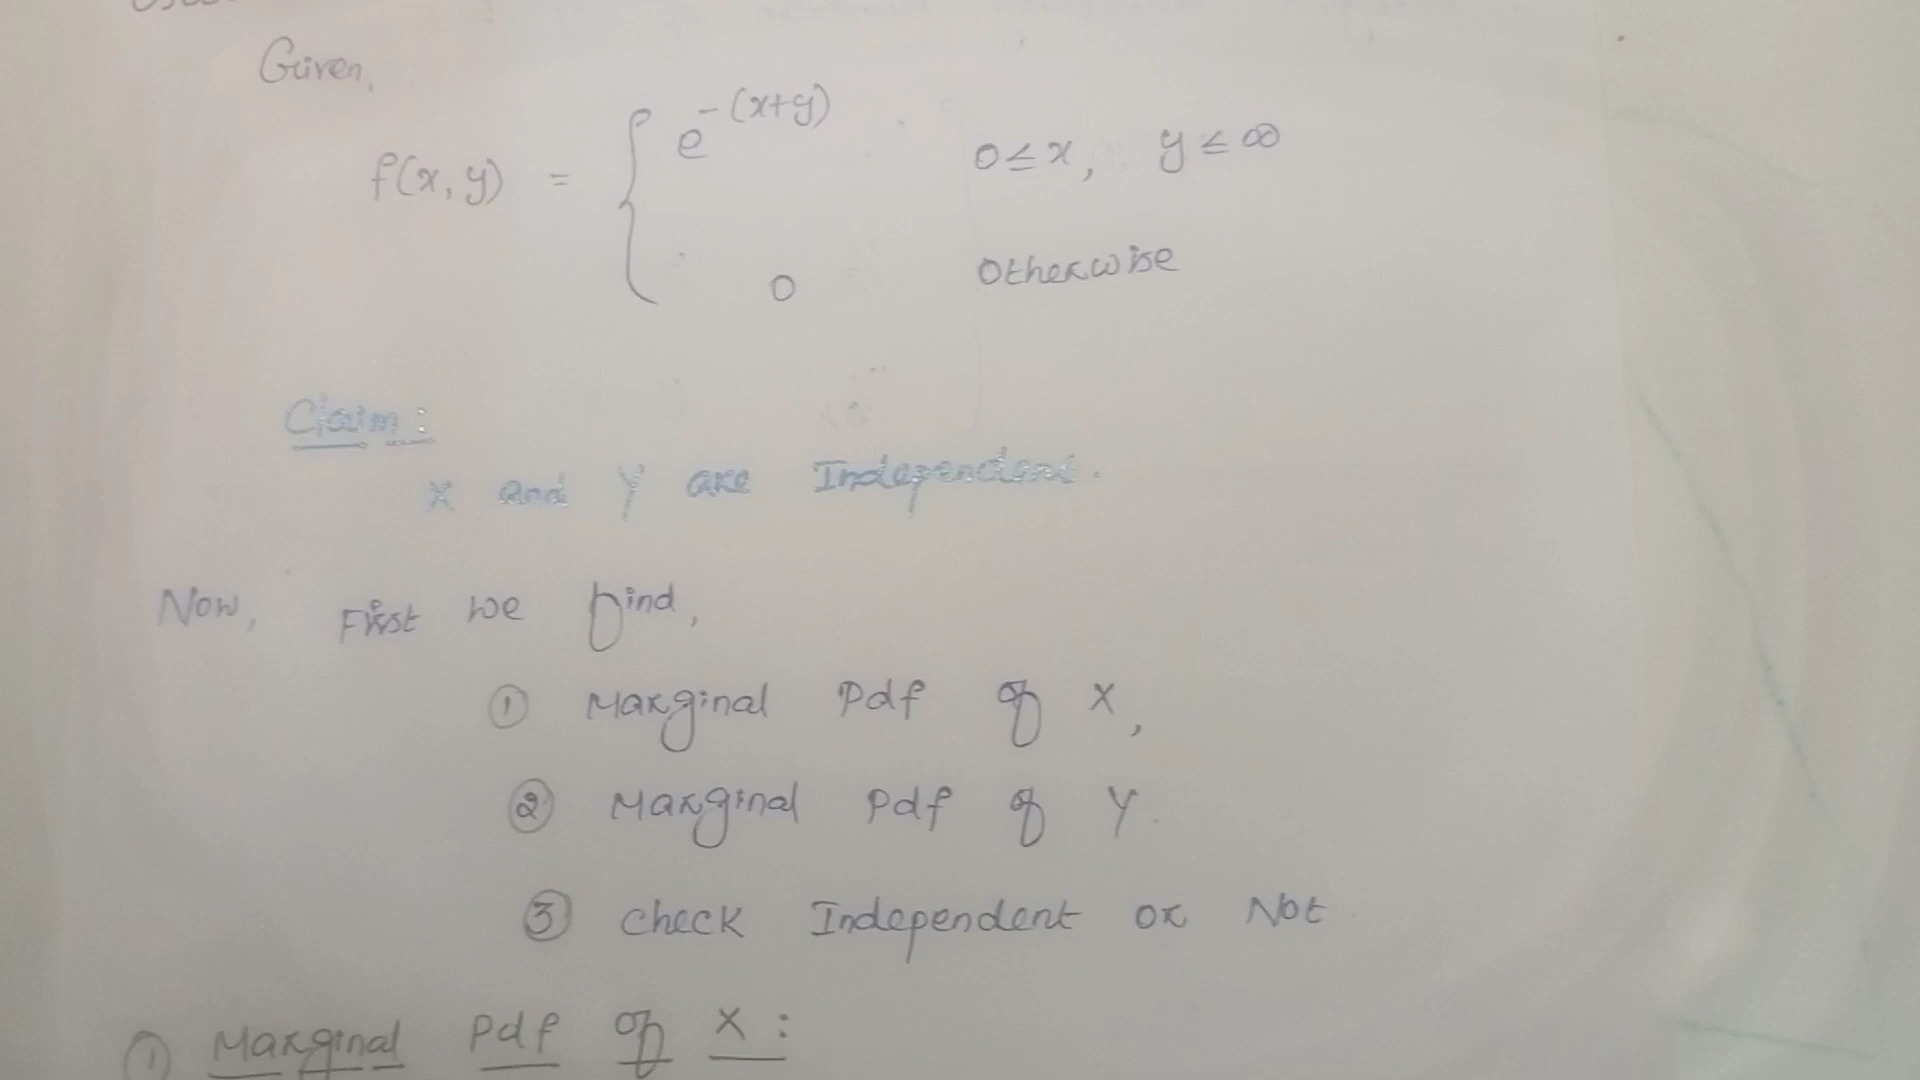 Given,
f(x, y) = { e^-(x+y) 0 ≤ x, y ≤ ∞
0 Otherwise
Claim:
X and Y are Independent.
Now, First we find,
① Marginal Pdf of X,
② Marginal Pdf of Y.
③ Check Independent or Not
① Marginal Pdf of X: